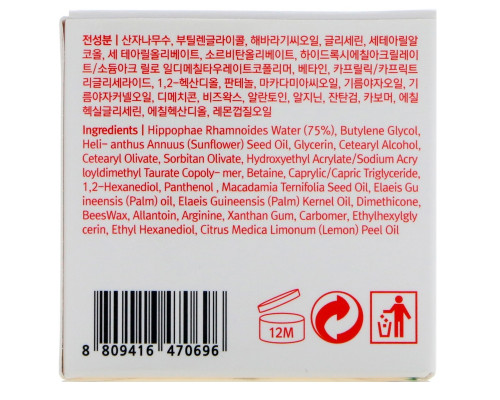 전성분 | 산자나무수, 부틸렌글라이콜, 해바라기씨오일, 글리세린, 세테아릴알
코올, 세 테아릴올리베이트, 소르비탄올리베이트, 하이드록시에칠아크릴레이
트/소듐아크 릴로 일디메칠타우레이트코폴리머, 베타인, 카프릴릭/카프릭트
리글리세라이드, 1,2-헥산디올, 판테놀, 마카다미아씨오일, 기름야자오일, 기
름야자커넬오일, 디메치콘, 비즈왁스, 알란토인, 알지닌, 잔탄검, 카보머, 에칠
헥실글리세린, 에칠헥산디올, 레몬껍질오일
Ingredients | Hippophae Rhamnoides Water (75%), Butylene Glycol,
Heli- anthus Annuus (Sunflower) Seed Oil, Glycerin, Cetearyl Alcohol,
Cetearyl Olivate, Sorbitan Olivate, Hydroxyethyl Acrylate/Sodium Acry
loyldimethyl Taurate Copoly- mer, Betaine, Caprylic/Capric Triglyceride,
1,2-Hexanediol, Panthenol , Macadamia Ternifolia Seed Oil, Elaeis Gu
ineensis (Palm) oil, Elaeis Guineensis (Palm) Kernel Oil, Dimethicone,
BeesWax, Allantoin, Arginine, Xanthan Gum, Carbomer, Ethylhexylgly
cerin, Ethyl Hexanediol, Citrus Medica Limonum (Lemon) Peel Oil
12M
8 809416 470696